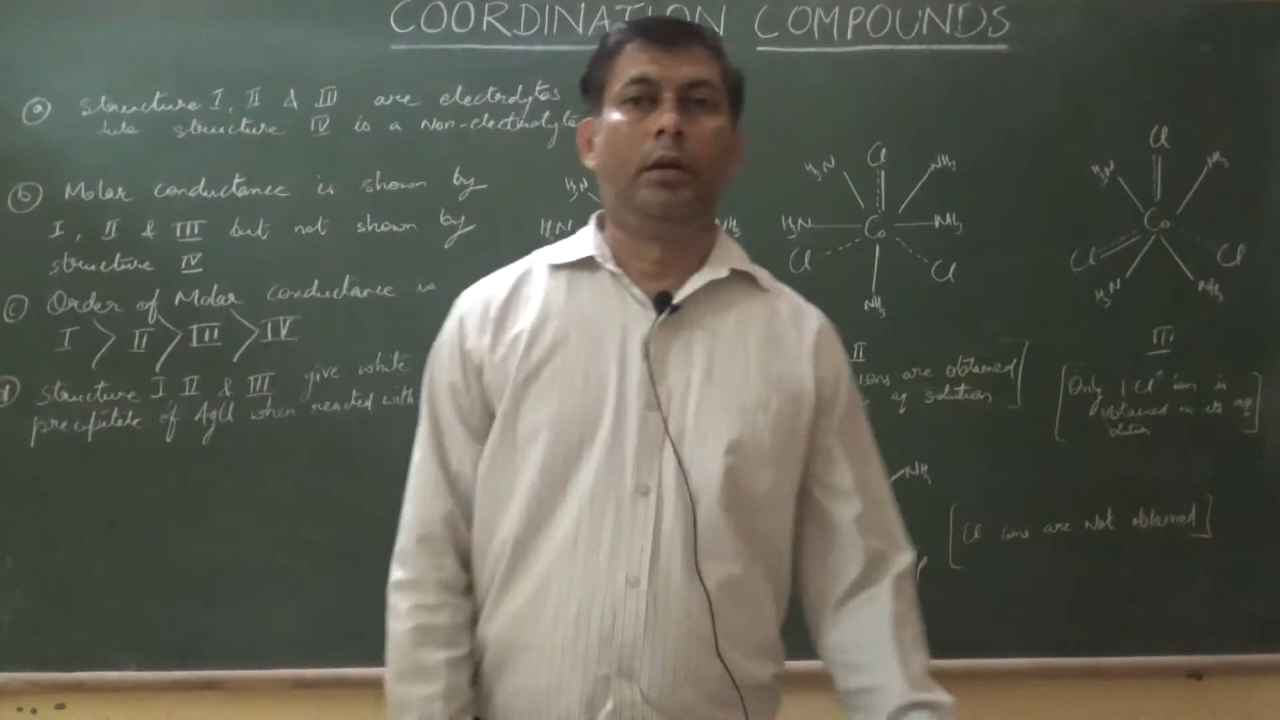 COORDINATION COMPOUNDS
(a) Structure I, II & III are electrolytes
structure IV is a Non-electrolyte
(b) Molar conductance is shown by
I, II & III but not shown by
structure IV
(c) Order of Molar conductance is
I > II > III > IV
(d) Structure I II & III give white
precipitate of AgCl when reacted with
H3N
H3N NH3
Cl
H3N NH3
H3N Co NH3
Cl Cl
NH3
II
ions are obtained
aq solution]
Cl
H3N NH3
Co
Cl Cl
H3N NH3
III
[Only 1 Cl ion is
obtained in its aq]
NH3
[Cl ions are Not obtained]